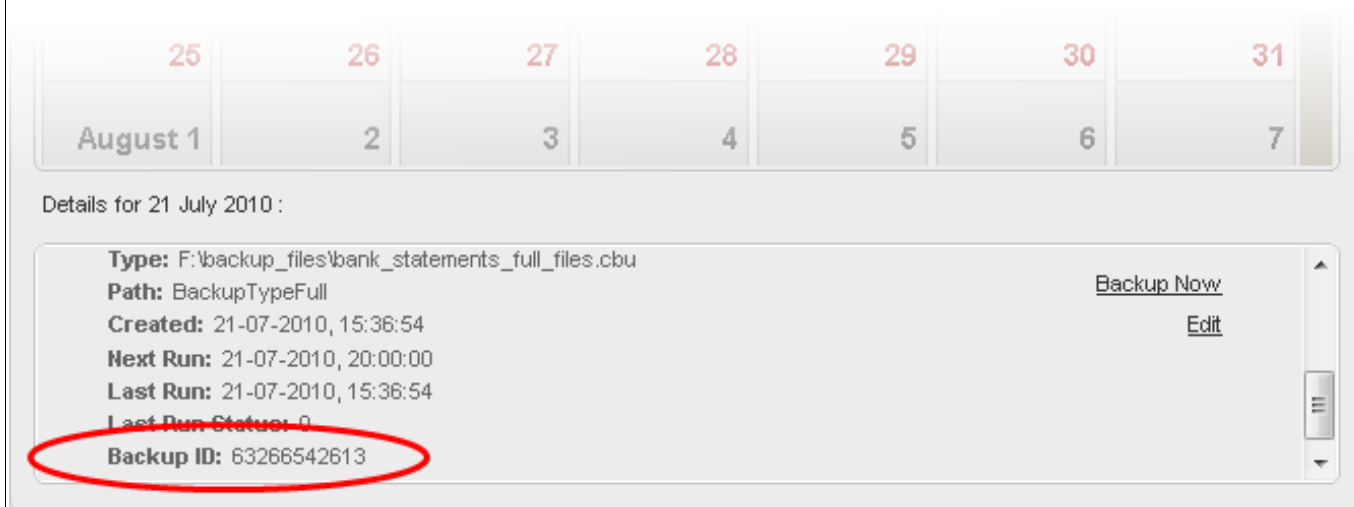 25 26 27 28 29 30 31
August 1 2 3 4 5 6 7
Details for 21 July 2010 :
Type: F:\backup_files\bank_statements_full_files.cbu
Path: BackupTypeFull
Backup Now
Created: 21-07-2010, 15:36:54
Edit
Next Run: 21-07-2010, 20:00:00
Last Run: 21-07-2010, 15:36:54
Last Run Status: 0
Backup ID: 63266542613